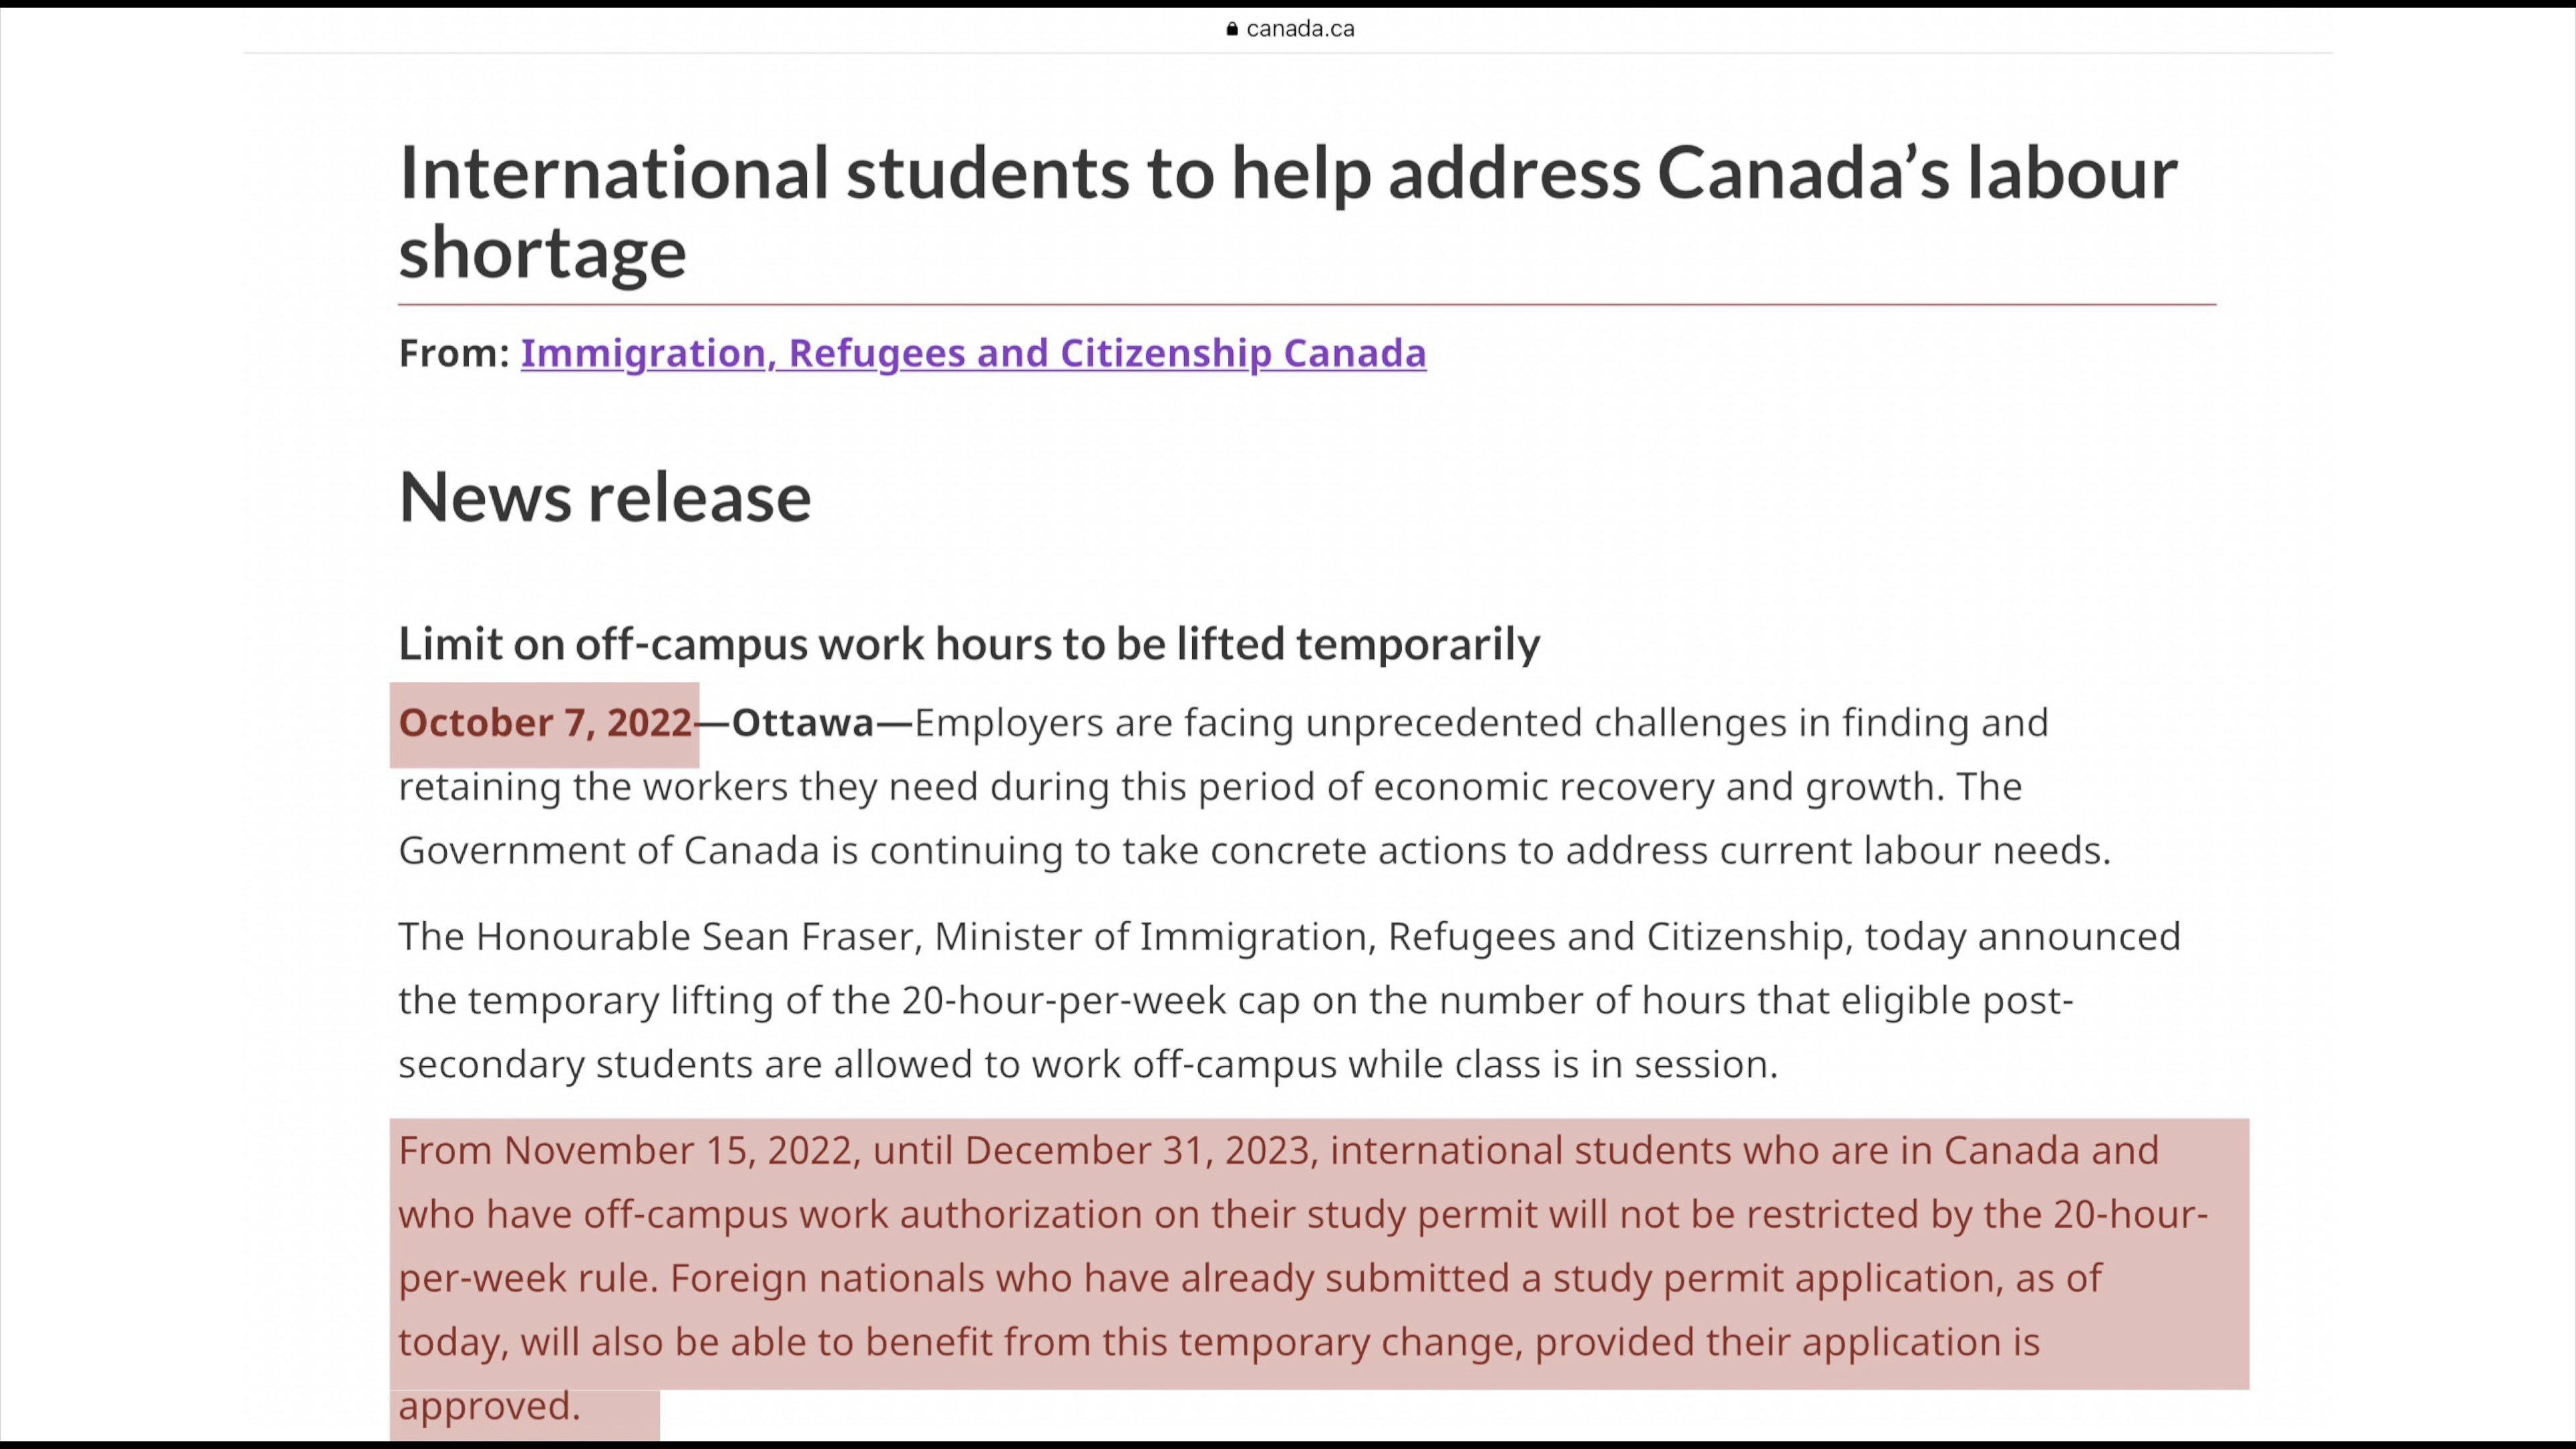 canada.ca
International students to help address Canada’s labour
shortage
From: Immigration, Refugees and Citizenship Canada
News release
Limit on off-campus work hours to be lifted temporarily
October 7, 2022—Ottawa—Employers are facing unprecedented challenges in finding and
retaining the workers they need during this period of economic recovery and growth. The
Government of Canada is continuing to take concrete actions to address current labour needs.
The Honourable Sean Fraser, Minister of Immigration, Refugees and Citizenship, today announced
the temporary lifting of the 20-hour-per-week cap on the number of hours that eligible post-
secondary students are allowed to work off-campus while class is in session.
From November 15, 2022, until December 31, 2023, international students who are in Canada and
who have off-campus work authorization on their study permit will not be restricted by the 20-hour-
per-week rule. Foreign nationals who have already submitted a study permit application, as of
today, will also be able to benefit from this temporary change, provided their application is
approved.